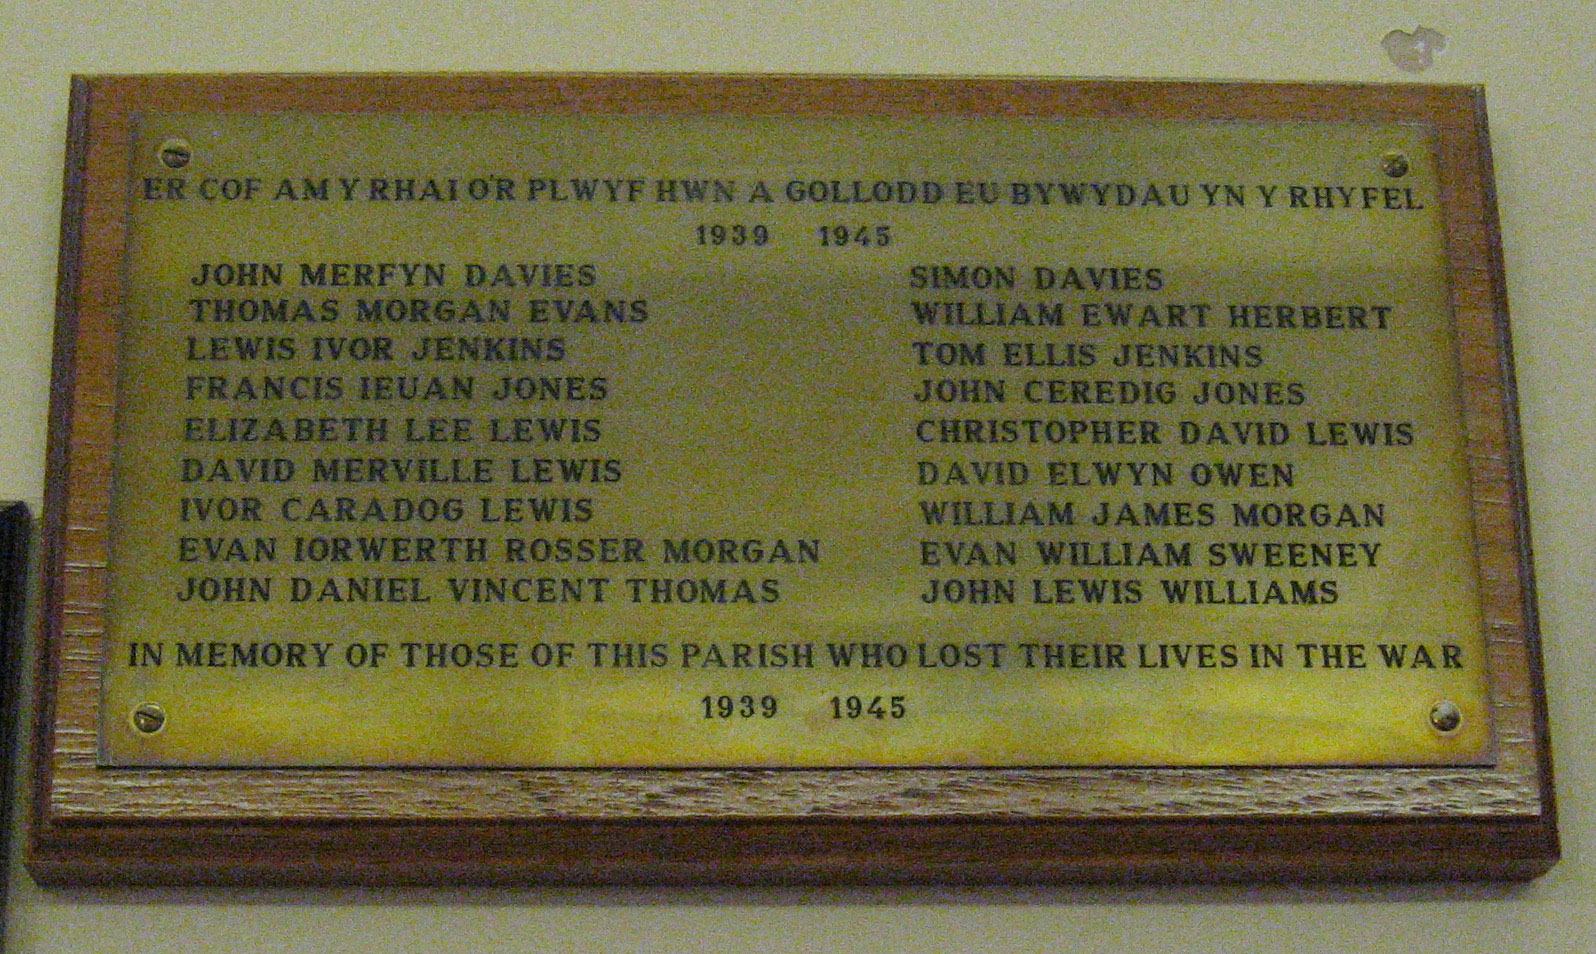 ER COF AM Y RHAI O'R PLWYF HWN A GOLLODD EU BYWYDAU YN Y RHYFEL
1939 1945
JOHN MERFYN DAVIES SIMON DAVIES
THOMAS MORGAN EVANS WILLIAM EWART HERBERT
LEWIS IVOR JENKINS TOM ELLIS JENKINS
FRANCIS IEUAN JONES JOHN CEREDIG JONES
ELIZABETH LEE LEWIS CHRISTOPHER DAVID LEWIS
DAVID MERVILLE LEWIS DAVID ELWYN OWEN
IVOR CARADOG LEWIS WILLIAM JAMES MORGAN
EVAN IORWERTH ROSSER MORGAN EVAN WILLIAM SWEENEY
JOHN DANIEL VINCENT THOMAS JOHN LEWIS WILLIAMS
IN MEMORY OF THOSE OF THIS PARISH WHO LOST THEIR LIVES IN THE WAR
1939 1945